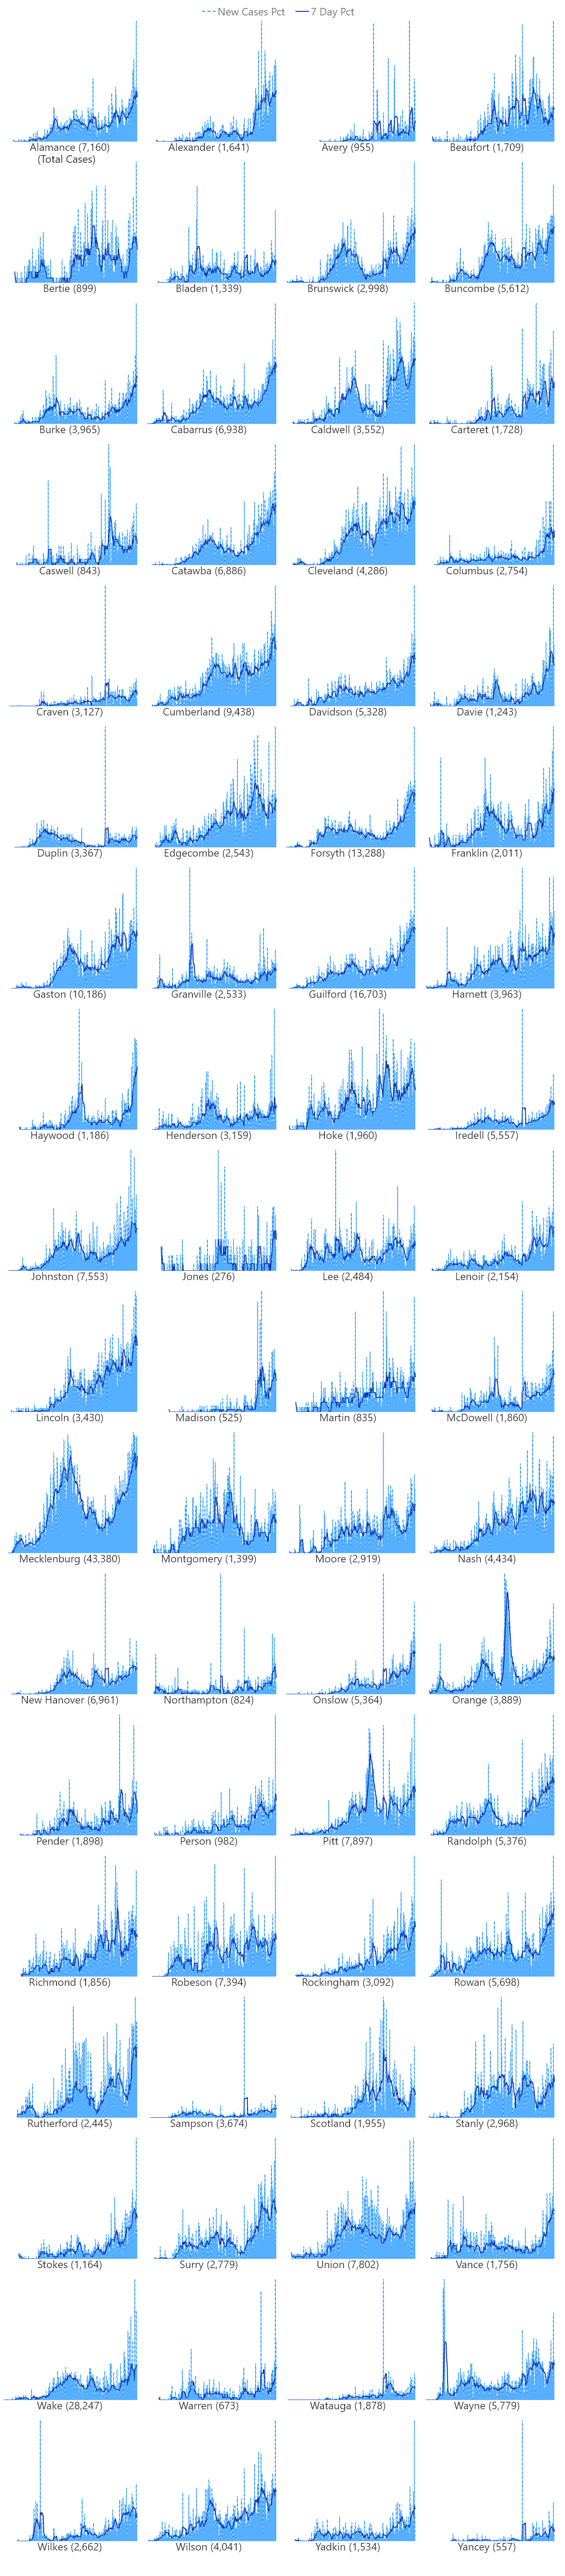 New Cases Pct 7 Day Pct
Alamance (7,160) Alexander (1,641) Avery (955) Beaufort (1,709)
(Total Cases)
Bertie (899) Bladen (1,339) Brunswick (2,998) Buncombe (5,612)
Burke (3,965) Cabarrus (6,938) Caldwell (3,552) Carteret (1,728)
Caswell (843) Catawba (6,886) Cleveland (4,286) Columbus (2,754)
Craven (3,127) Cumberland (9,438) Davidson (5,328) Davie (1,243)
Duplin (3,367) Edgecombe (2,543) Forsyth (13,288) Franklin (2,011)
Gaston (10,186) Granville (2,533) Guilford (16,703) Harnett (3,963)
Haywood (1,186) Henderson (3,159) Hoke (1,960) Iredell (5,557)
Johnston (7,553) Jones (276) Lee (2,484) Lenoir (2,154)
Lincoln (3,430) Madison (525) Martin (835) McDowell (1,860)
Mecklenburg (43,380) Montgomery (1,399) Moore (2,919) Nash (4,434)
New Hanover (6,961) Northampton (824) Onslow (5,364) Orange (3,889)
Pender (1,898) Person (982) Pitt (7,897) Randolph (5,376)
Richmond (1,856) Robeson (7,394) Rockingham (3,092) Rowan (5,698)
Rutherford (2,445) Sampson (3,674) Scotland (1,955) Stanly (2,968)
Stokes (1,164) Surry (2,779) Union (7,802) Vance (1,756)
Wake (28,247) Warren (673) Watauga (1,878) Wayne (5,779)
Wilkes (2,662) Wilson (4,041) Yadkin (1,534) Yancey (557)